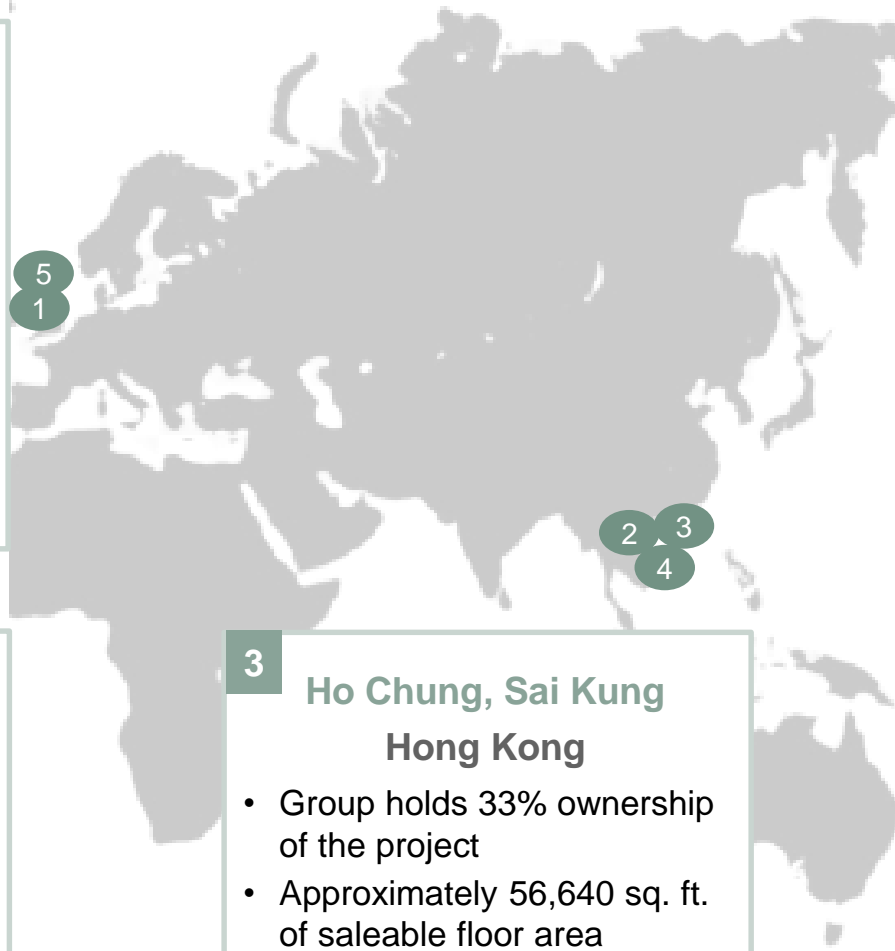 5
1
2
3
4
3
Ho Chung, Sai Kung
Hong Kong
• Group holds 33% ownership
of the project
• Approximately 56,640 sq. ft.
of saleable floor area